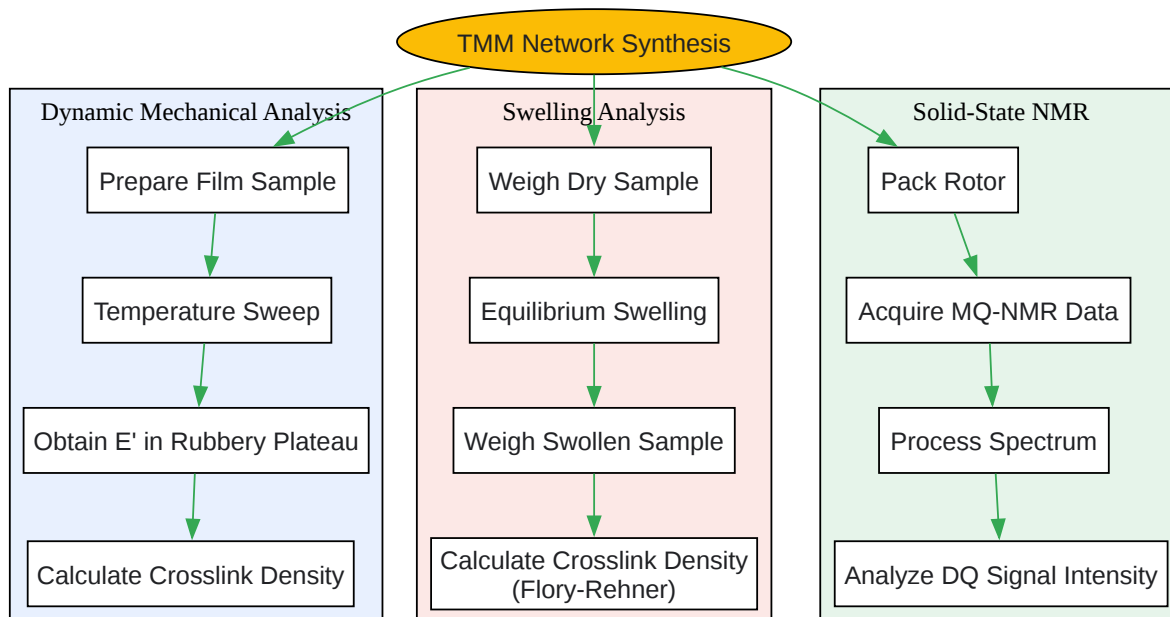 TMM Network Synthesis
Dynamic Mechanical Analysis
Prepare Film Sample
Temperature Sweep
Obtain E' in Rubbery Plateau
Calculate Crosslink Density
Swelling Analysis
Weigh Dry Sample
Equilibrium Swelling
Weigh Swollen Sample
Calculate Crosslink Density
(Flory-Rehner)
Solid-State NMR
Pack Rotor
Acquire MQ-NMR Data
Process Spectrum
Analyze DQ Signal Intensity